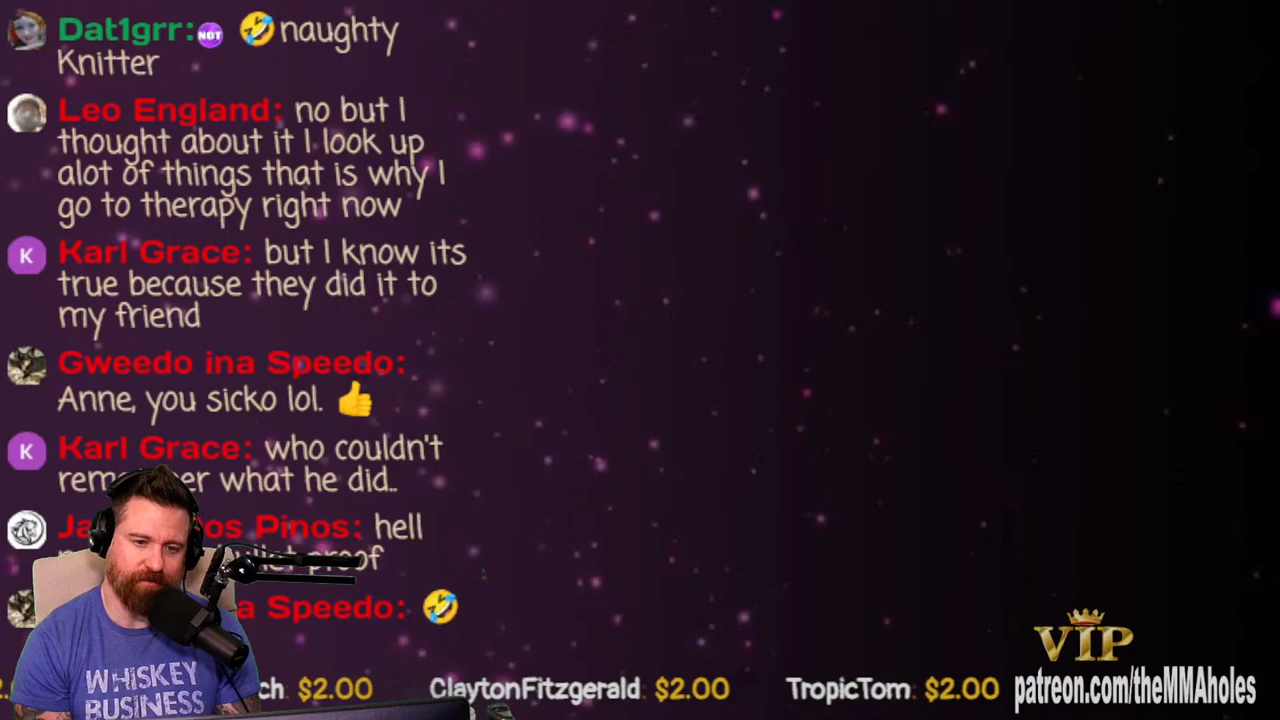 Dat1grr: NOT 🤣naughty
Knitter
Leo England: no but I
thought about it I look up
alot of things that is why I
go to therapy right now
K Karl Grace: but I know its
true because they did it to
my friend
Gweedo ina Speedo:
Anne, you sicko lol. 👍
K Karl Grace: who couldn't
what he did..
Pinos: hell
proof
a Speedo: 🤣
WHISKEY
BUSINESS
VIP
ch: $2.00 ClaytonFitzgerald: $2.00 TropicTom: $2.00
patreon.com/theMMAholes